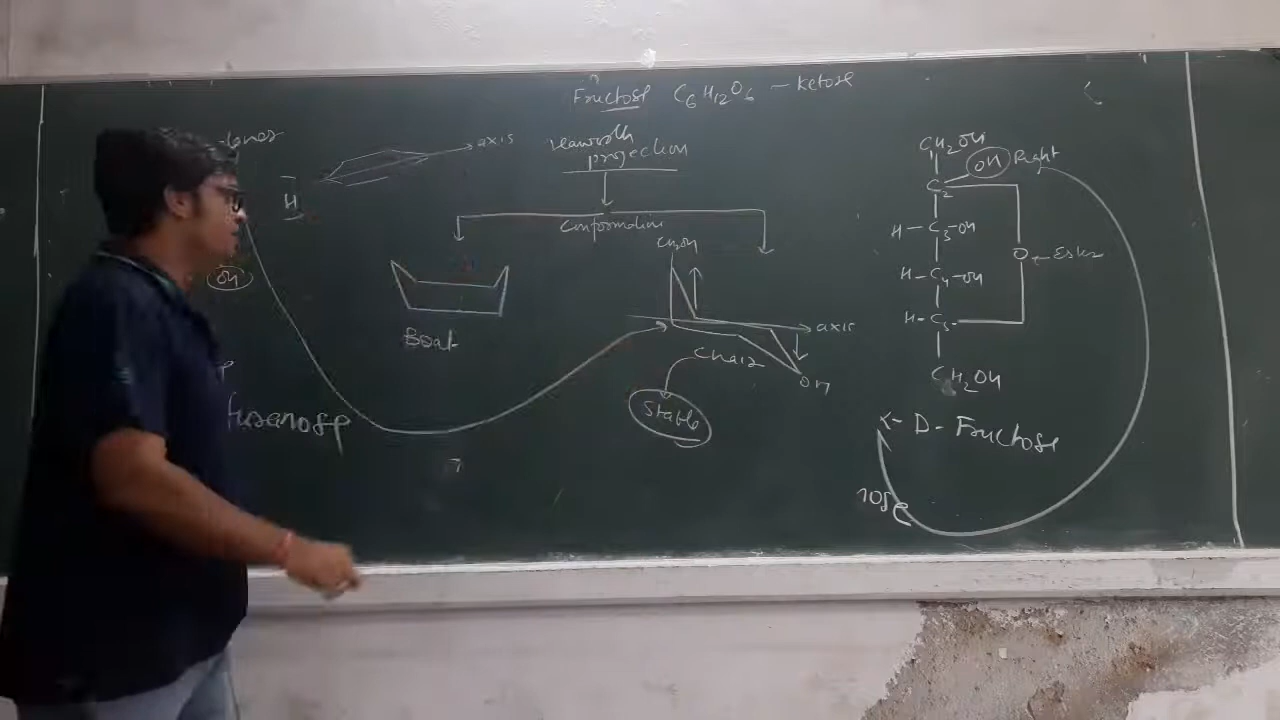 Fructose C6H12O6 - Ketose
axis
Haworth
projection
H
Conformation
OH
CH2OH
axis
Boat
Chair
OH
Stable
furanose
CH2OH
OH Right
C2
H - C3 - OH
O ← Ester
H - C4 - OH
H - C5 -
CH2OH
α- D - Fructose